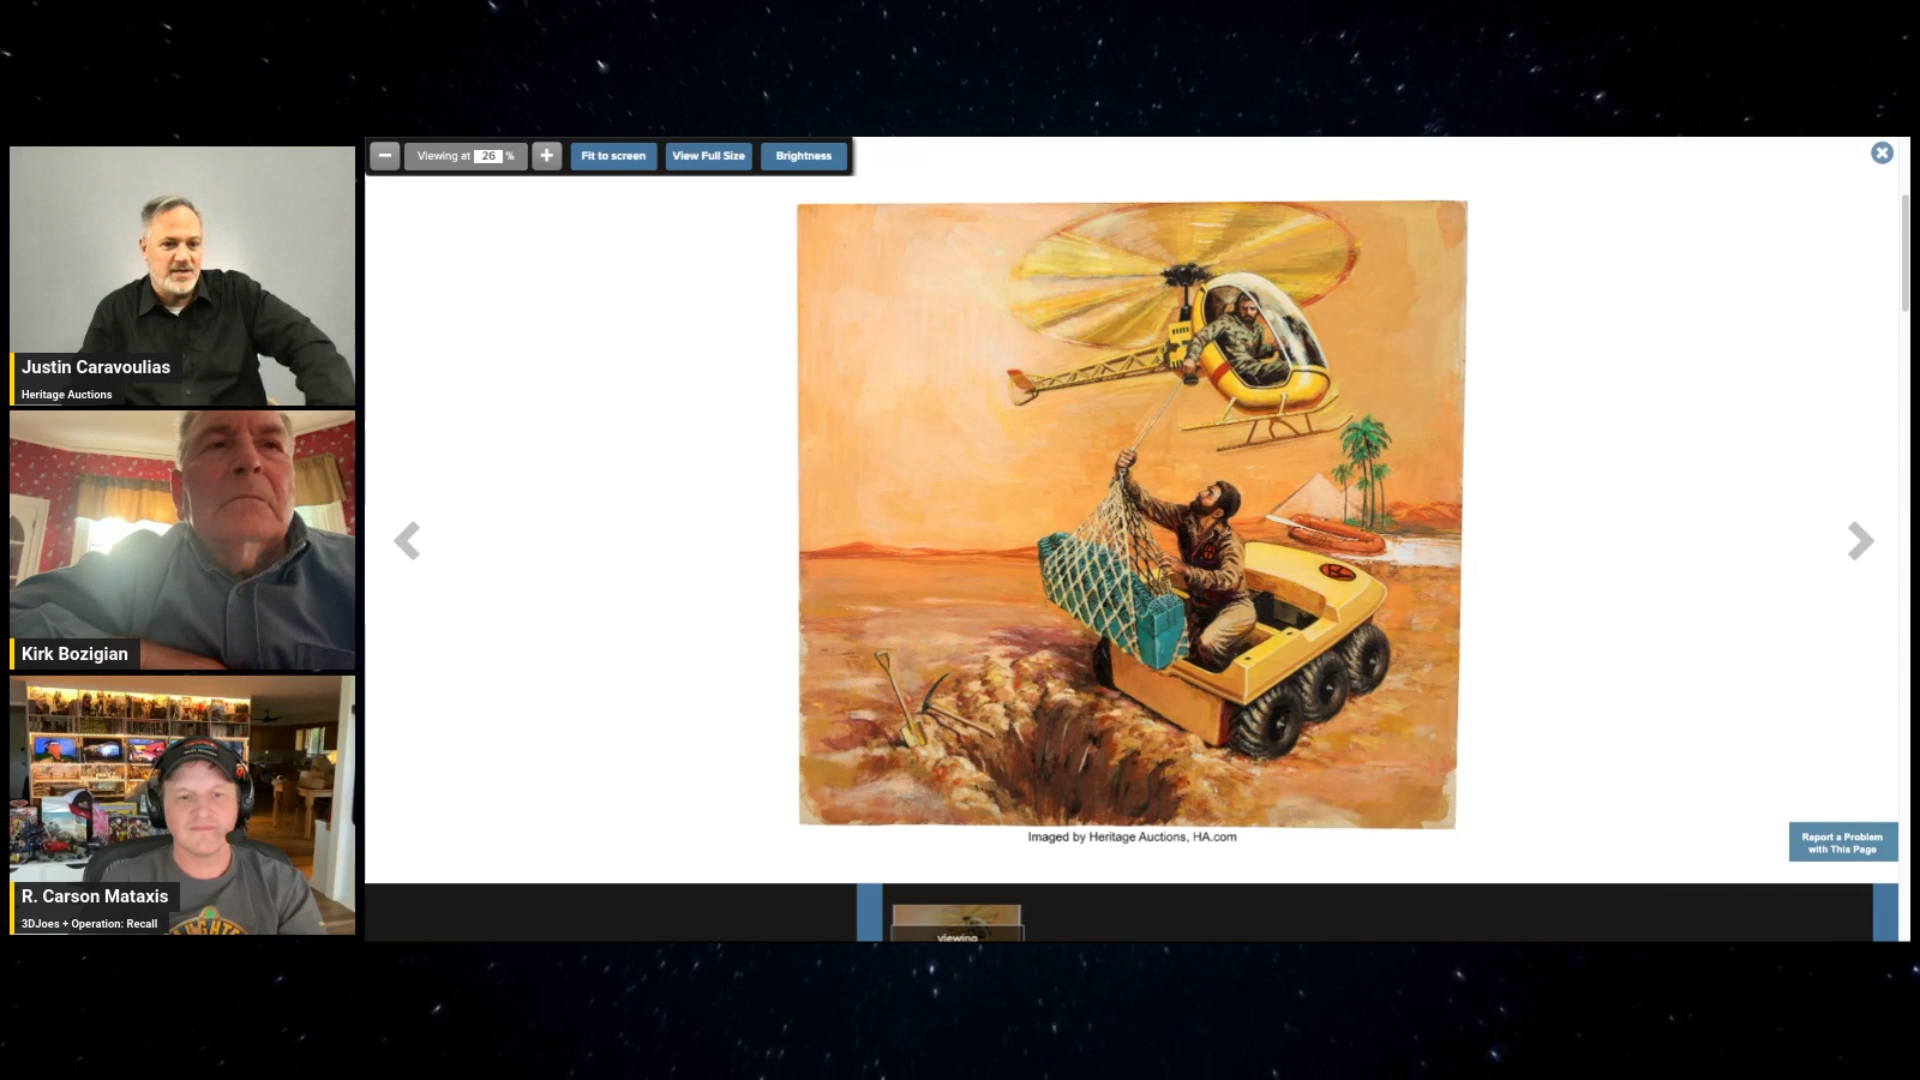 Viewing at 26 %
Fit to screen
View Full Size
Brightness
Justin Caravoulias
Heritage Auctions
Kirk Bozigian
R. Carson Mataxis
3DJoes + Operation: Recall
Imaged by Heritage Auctions, HA.com
Report a Problem
with This Page
viewing